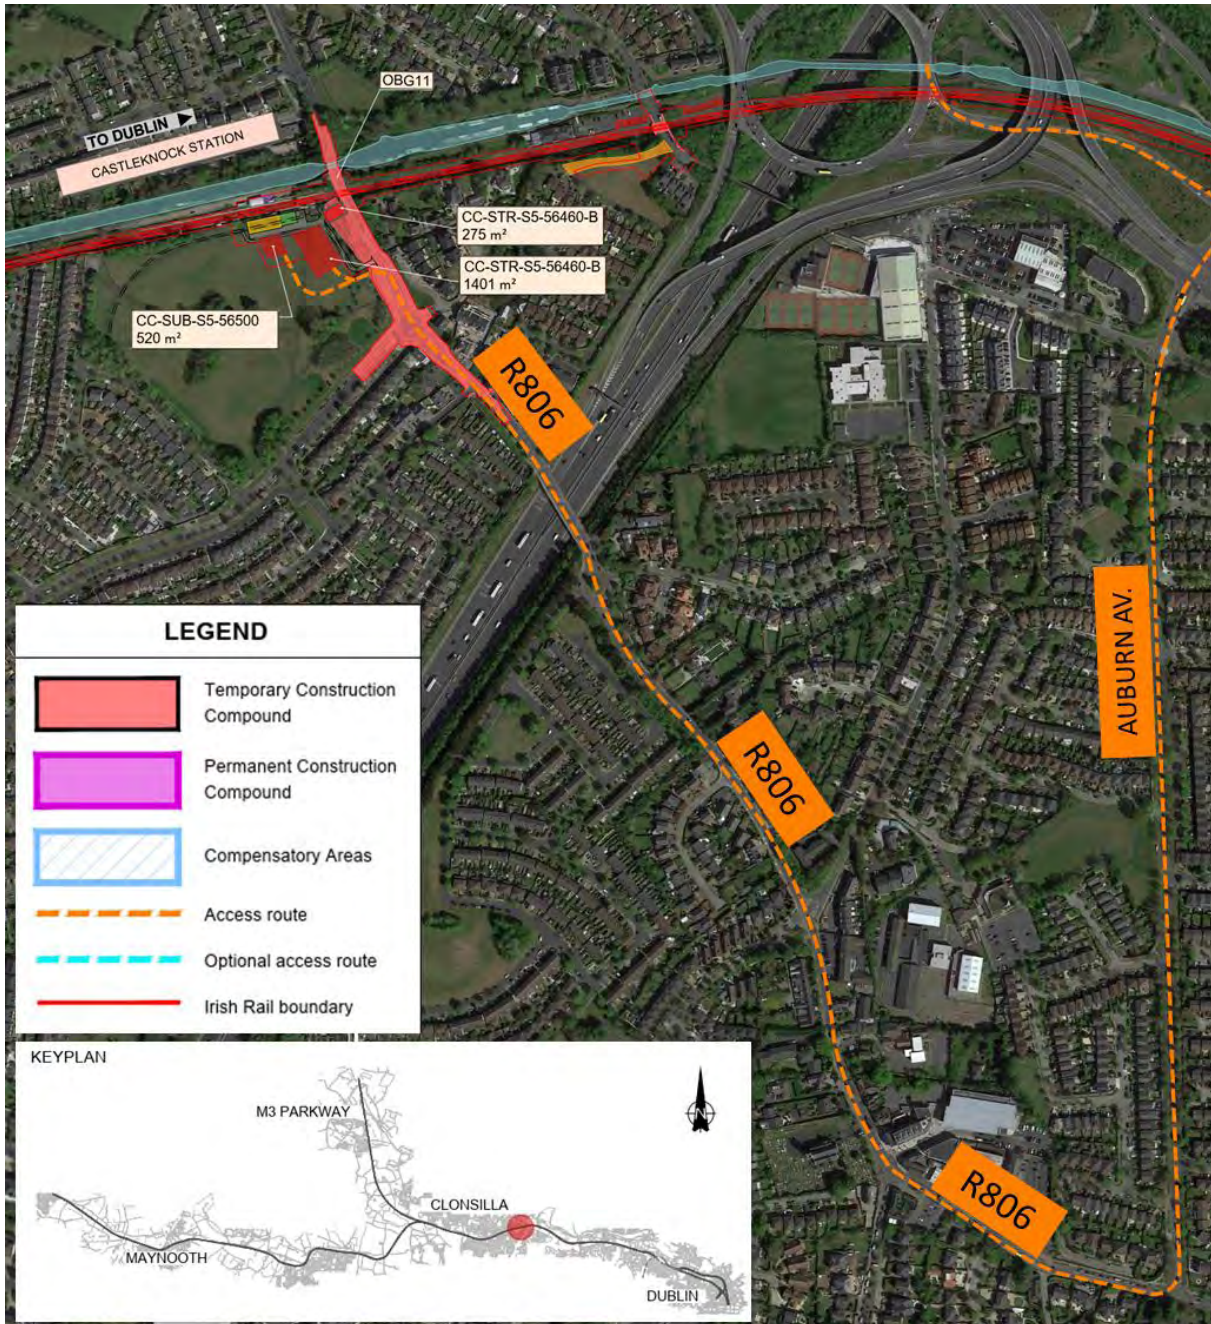 OBG11
TO DUBLIN
CASTLEKNOCK STATION
CC-STR-S5-56460-B
275 m²
CC-STR-S5-56460-B
1401 m²
CC-SUB-S5-56500
520 m²
R806
AUBURN AV.
R806
R806
LEGEND
Temporary Construction
Compound
Permanent Construction
Compound
Compensatory Areas
Access route
Optional access route
Irish Rail boundary
KEYPLAN
M3 PARKWAY
N
CLONSILLA
MAYNOOTH
DUBLIN